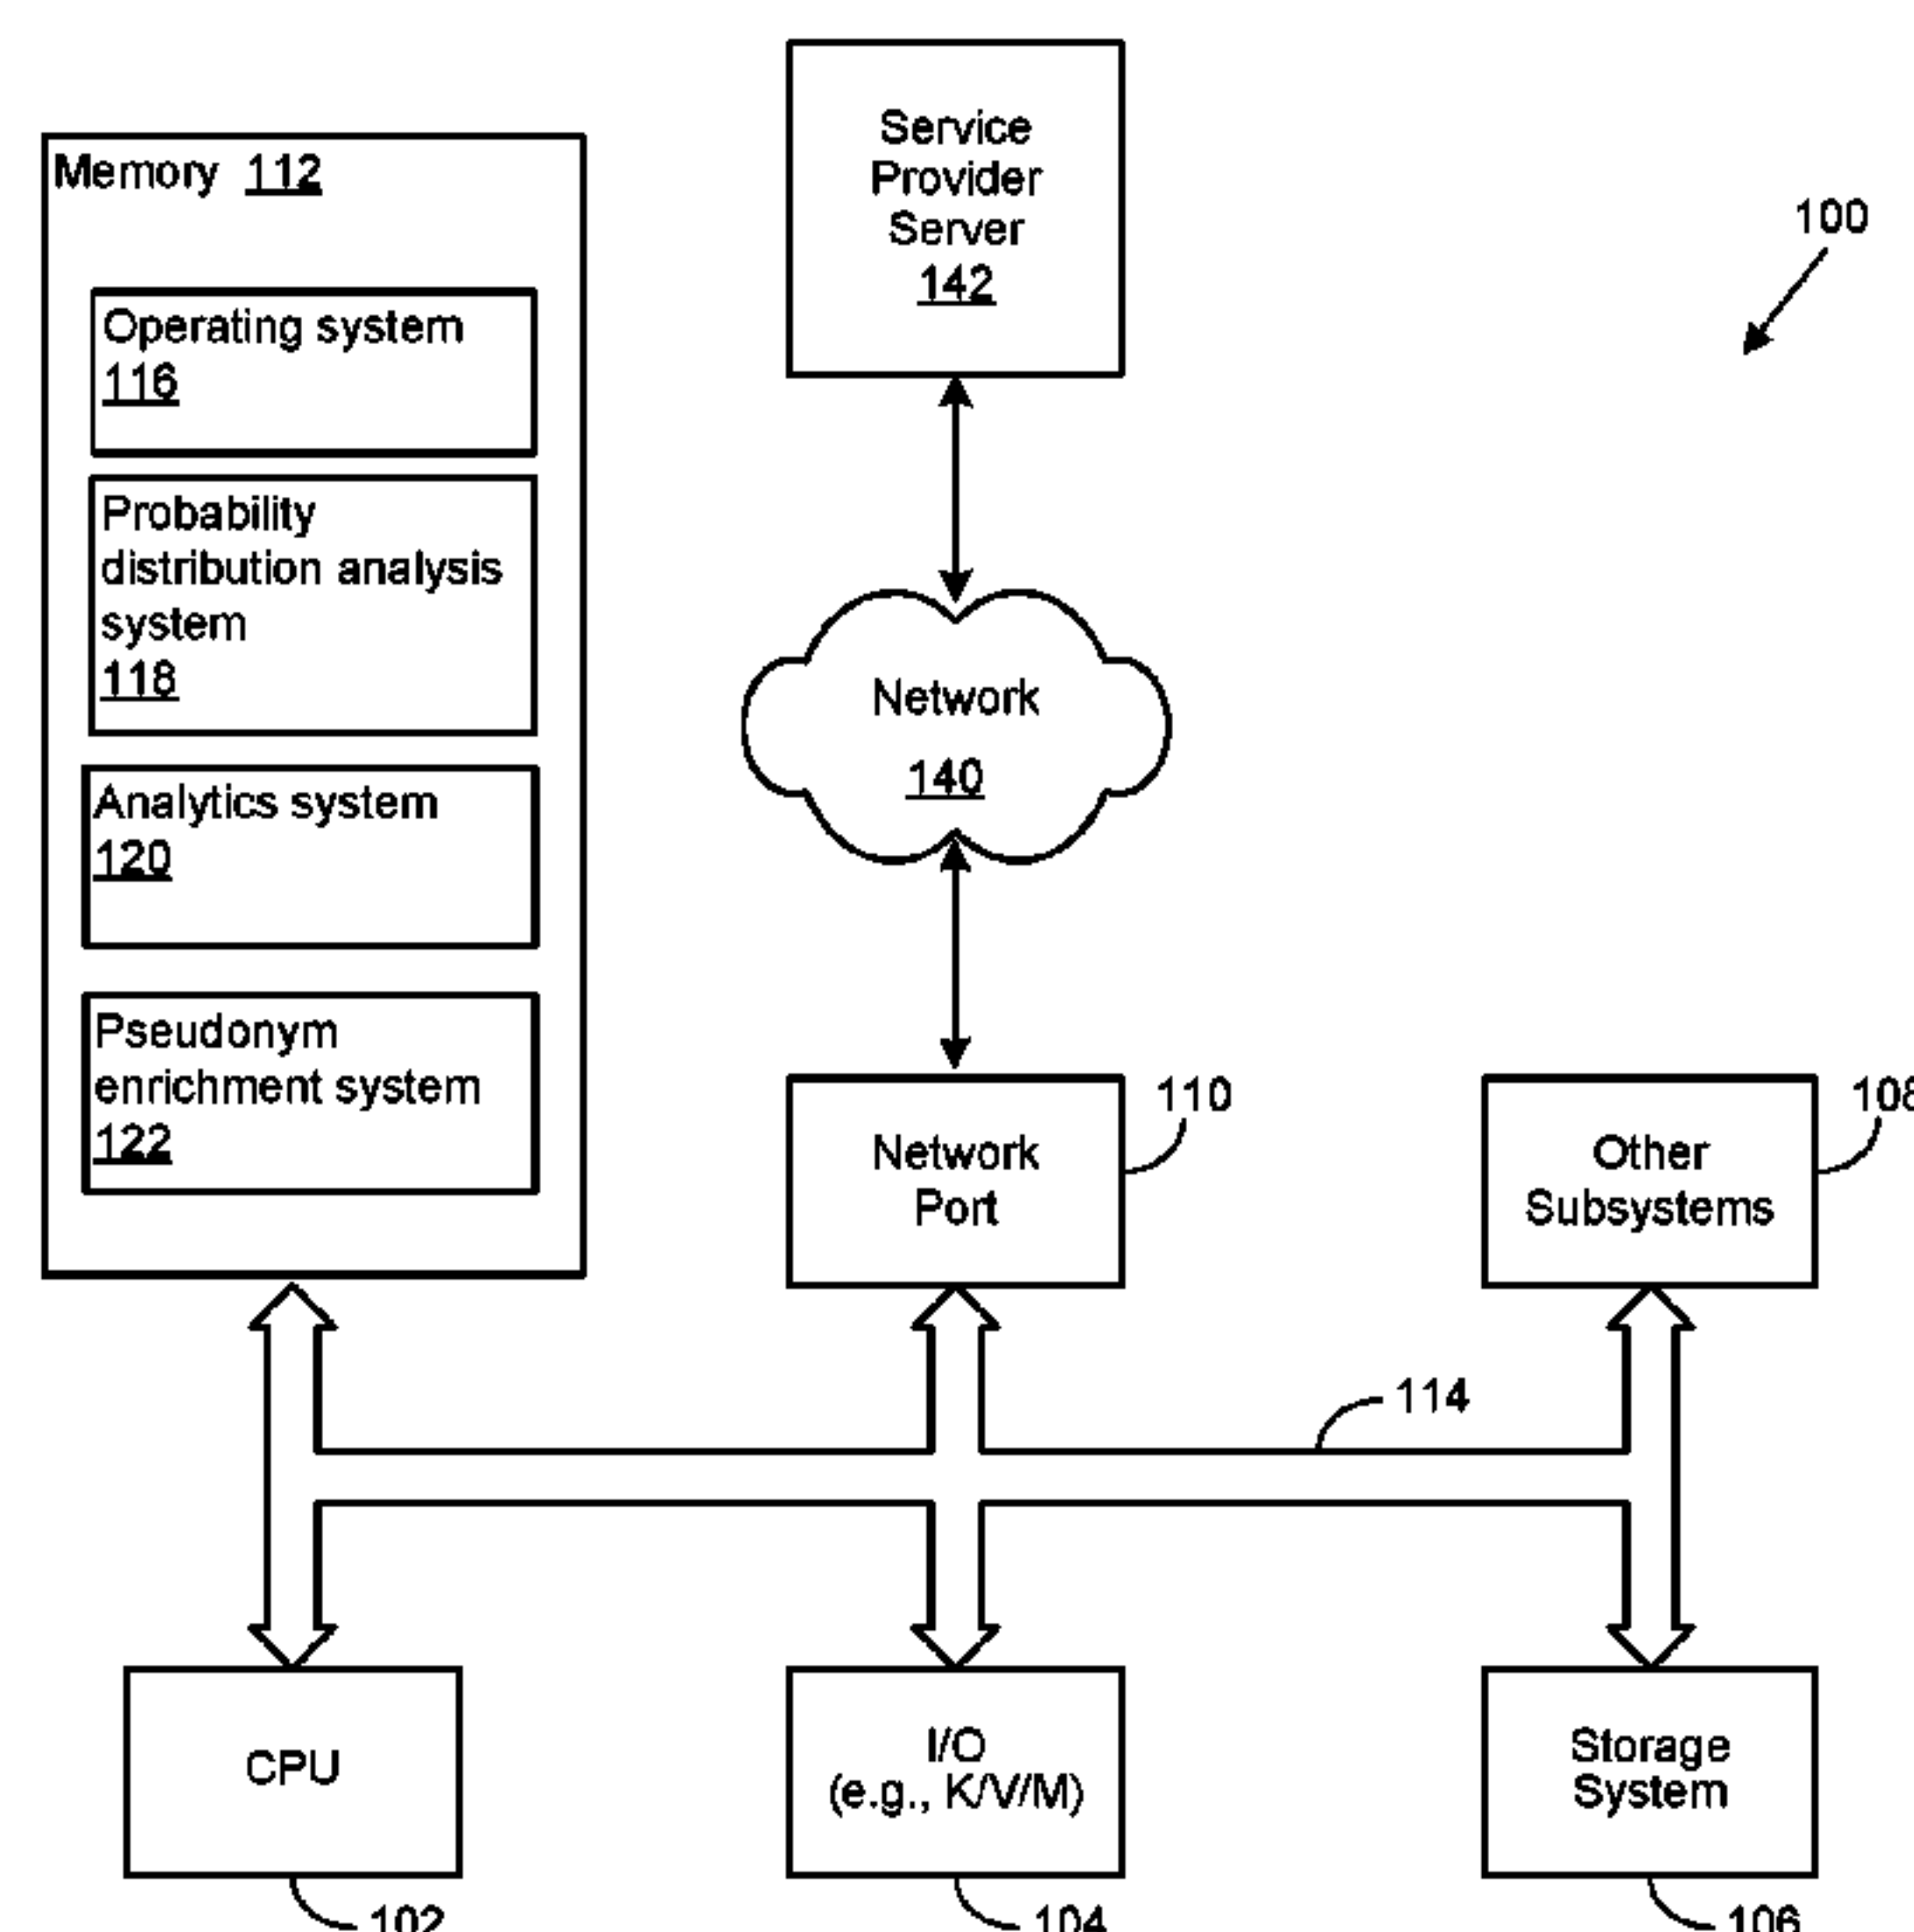 Service
Provider
Server
142
Memory 112
100
Operating system
116
Probability
distribution analysis
system
118
Network
140
Analytics system
120
Pseudonym
enrichment system
122
110
108
Network
Port
Other
Subsystems
114
CPU
I/O
(e.g., K/V/M)
Storage
System
102
104
106